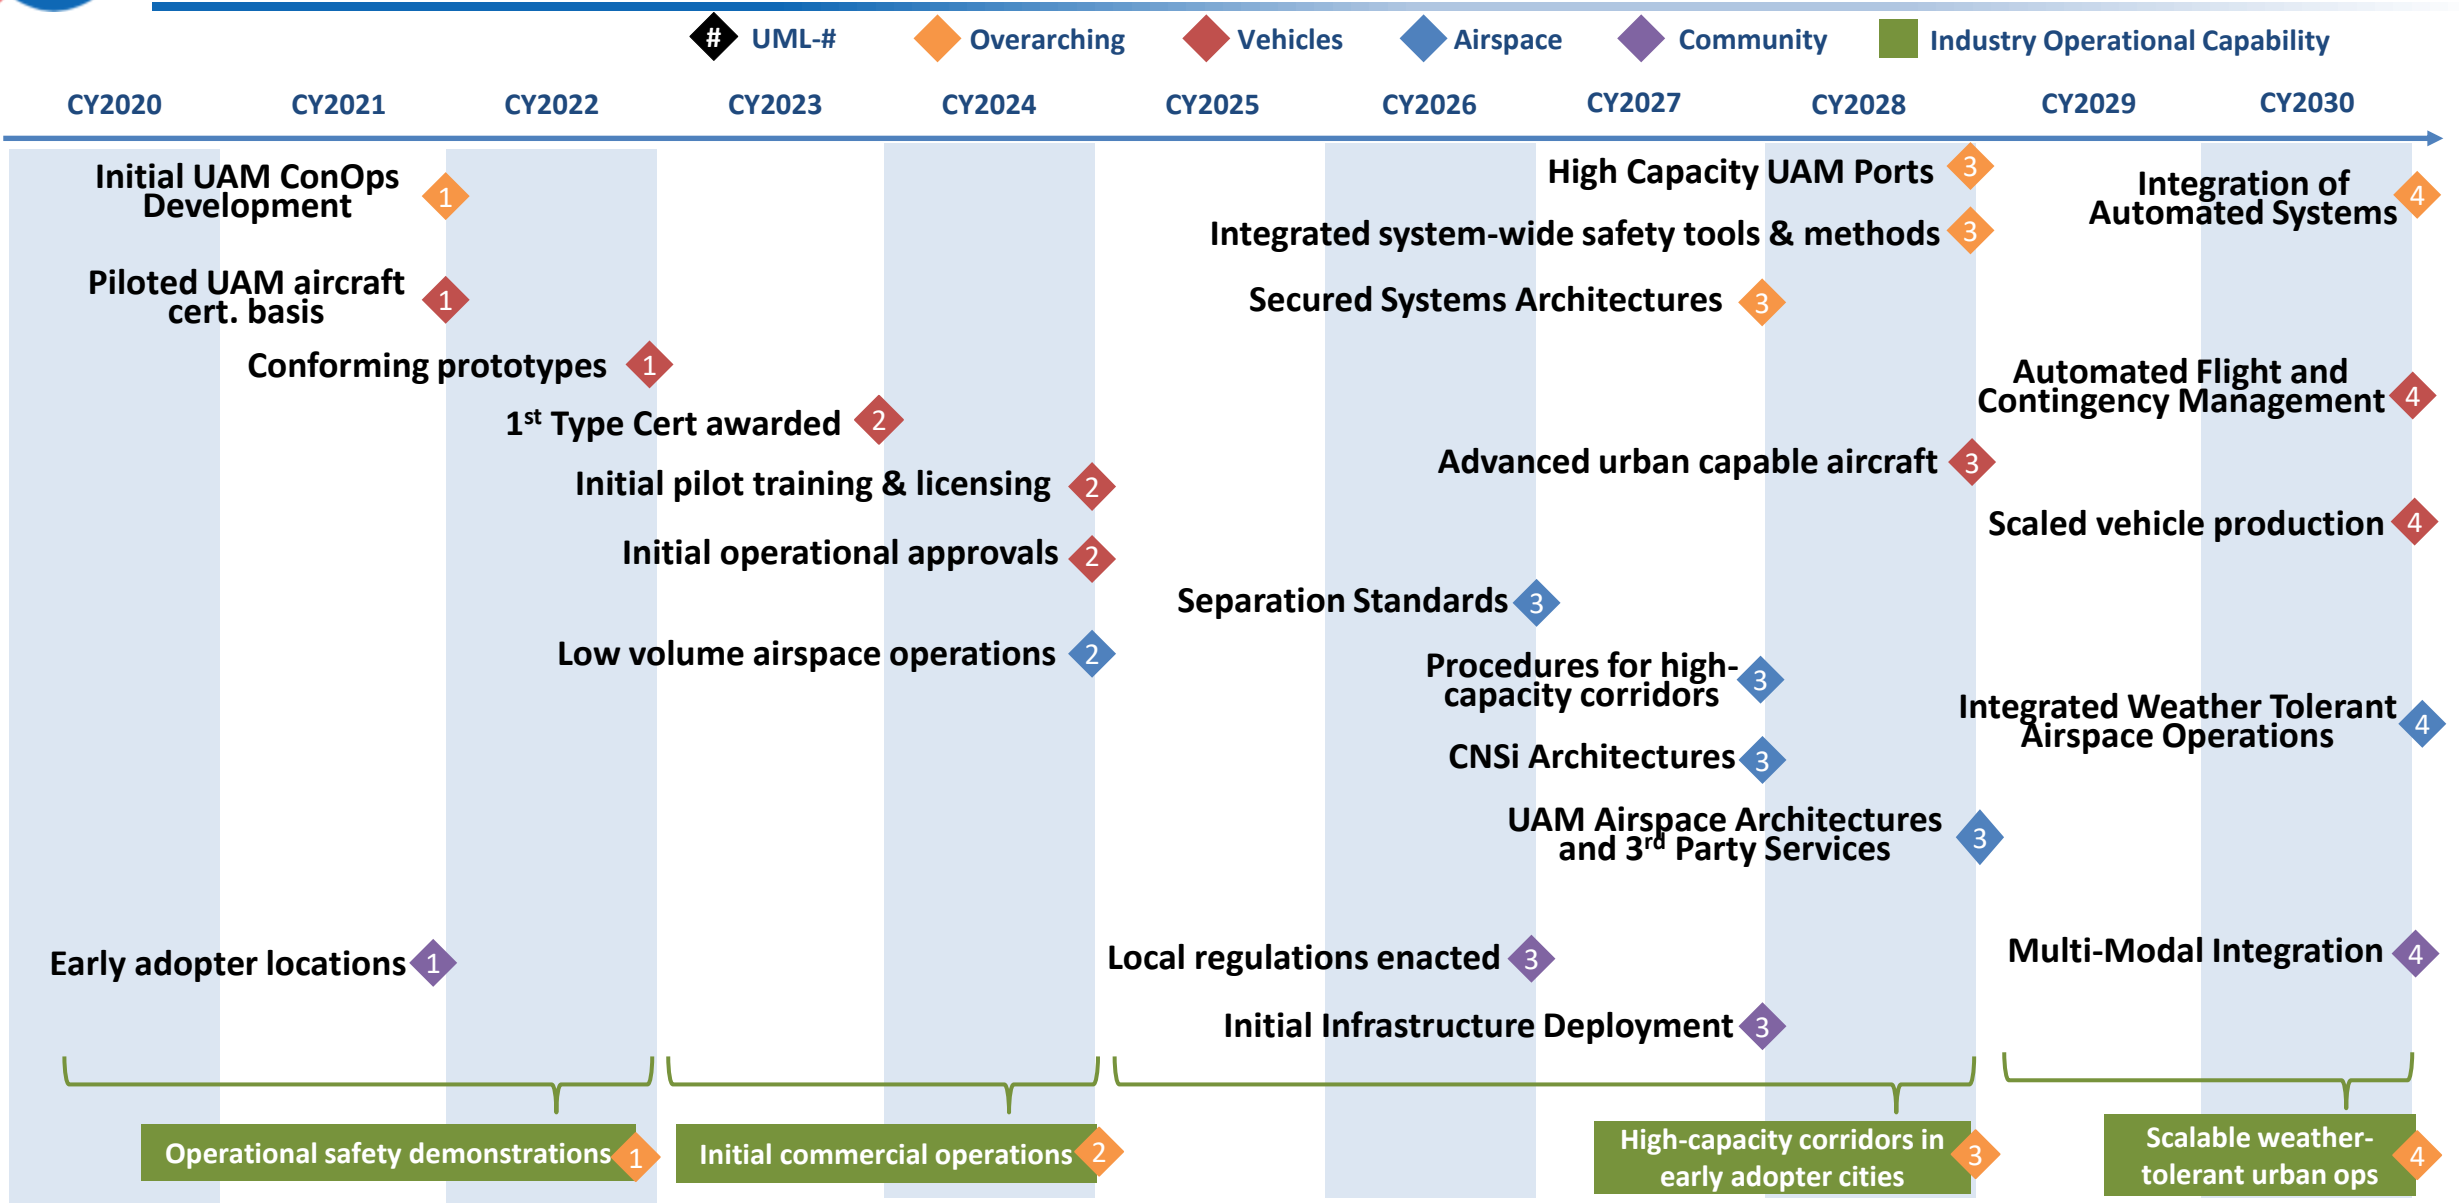 # UML-# Overarching Vehicles Airspace Community Industry Operational Capability
CY2020 CY2021 CY2022 CY2023 CY2024 CY2025 CY2026 CY2027 CY2028 CY2029 CY2030
Initial UAM ConOps
Development
1
High Capacity UAM Ports 3
Integration of
Automated Systems
4
Integrated system-wide safety tools & methods 3
Piloted UAM aircraft
cert. basis
1
Secured Systems Architectures 3
Conforming prototypes 1
Automated Flight and
Contingency Management 4
1st Type Cert awarded 2
Advanced urban capable aircraft 3
Initial pilot training & licensing 2
Scaled vehicle production 4
Initial operational approvals 2
Separation Standards 3
Low volume airspace operations 2
Procedures for high-
capacity corridors
3
Integrated Weather Tolerant
Airspace Operations
4
CNSi Architectures 3
UAM Airspace Architectures
and 3rd Party Services
3
Early adopter locations 1
Local regulations enacted 3
Multi-Modal Integration 4
Initial Infrastructure Deployment 3
Operational safety demonstrations 1
Initial commercial operations 2
High-capacity corridors in
early adopter cities
3
Scalable weather-
tolerant urban ops
4